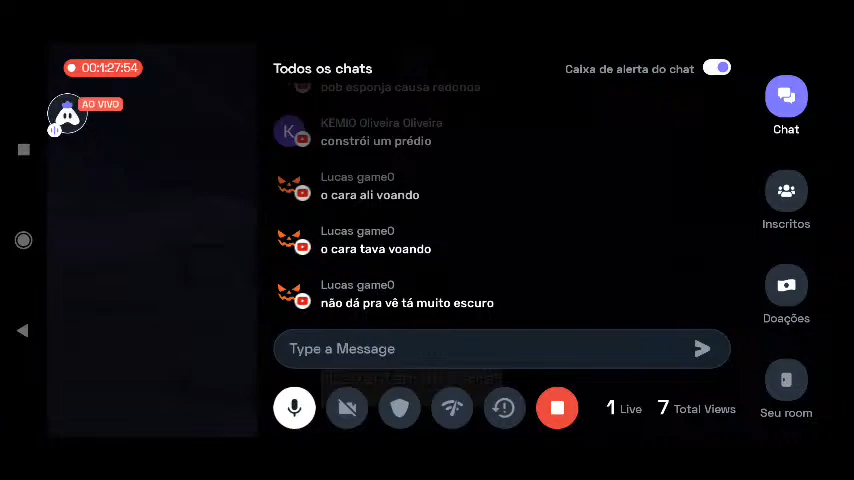 00:1:27:54
AO VIVO
Todos os chats
Caixa de alerta do chat
bob esponja causa redonda
K
KEMIO Oliveira Oliveira
constrói um prédio
Lucas game0
o cara ali voando
Lucas game0
o cara tava voando
Lucas game0
não dá pra vê tá muito escuro
Type a Message
1 Live
7 Total Views
Chat
Inscritos
Doações
Seu room